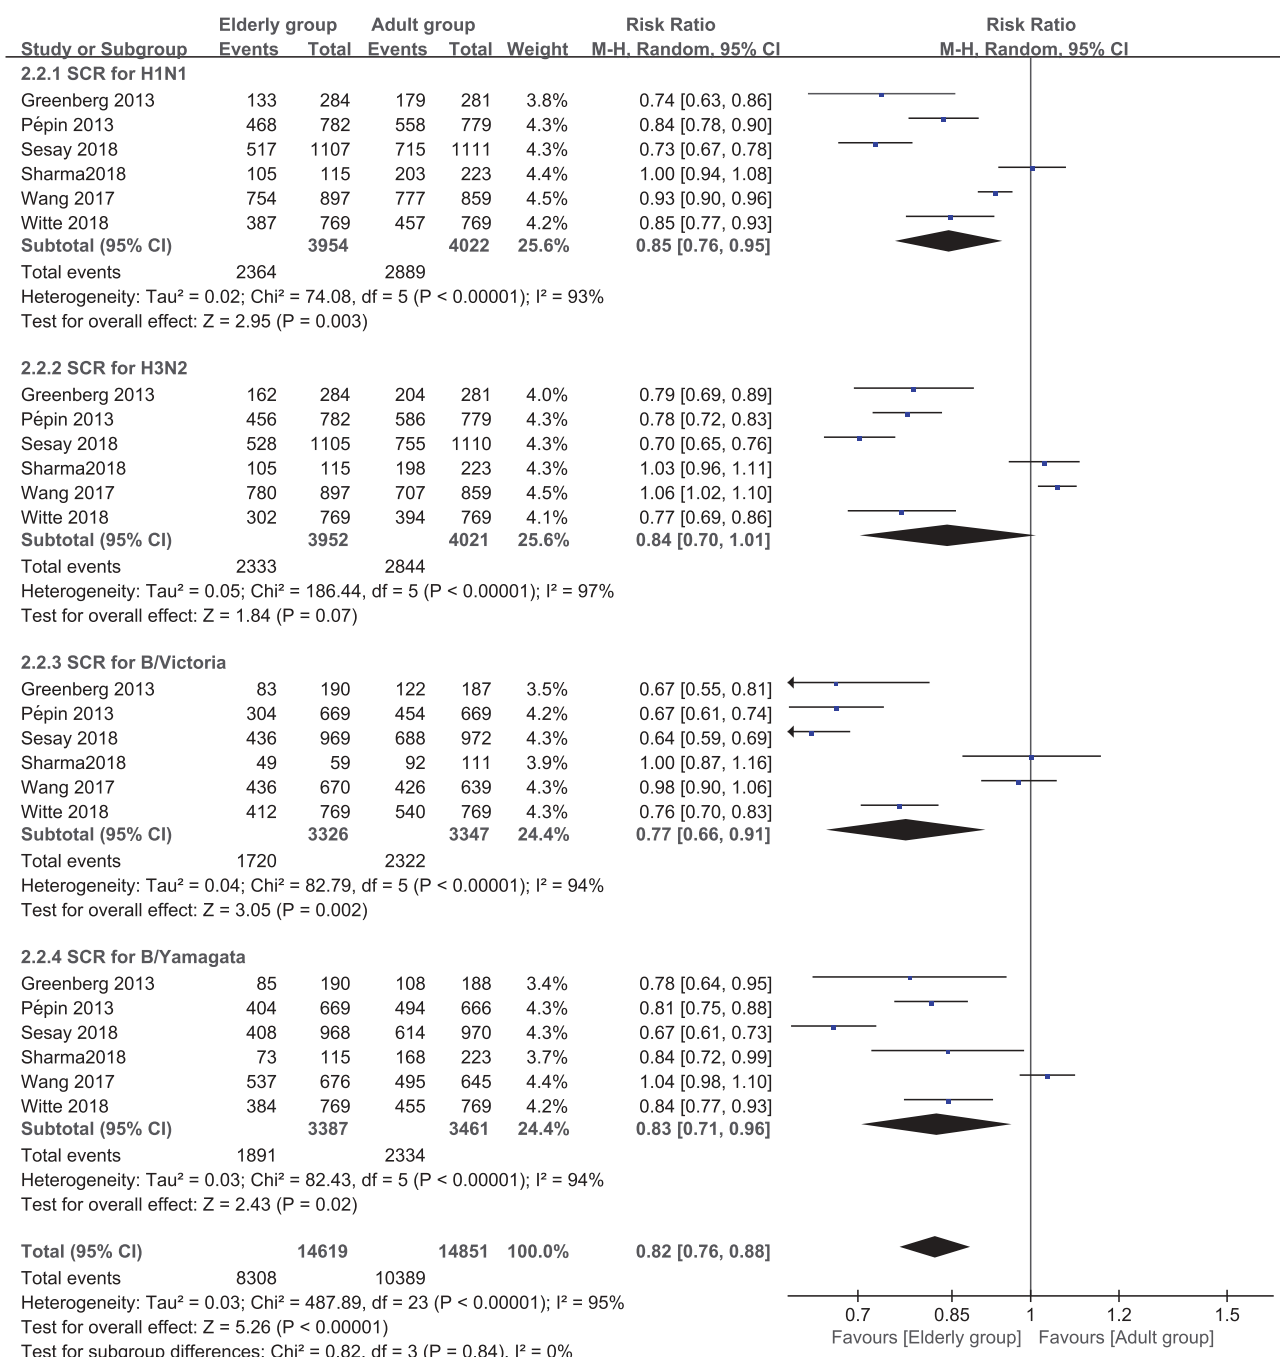 Elderly group Adult group Risk Ratio Risk Ratio
Study or Subgroup Events Total Events Total Weight M-H, Random, 95% CI M-H, Random, 95% CI
2.2.1 SCR for H1N1
Greenberg 2013 133 284 179 281 3.8% 0.74 [0.63, 0.86]
Pépin 2013 468 782 558 779 4.3% 0.84 [0.78, 0.90]
Sesay 2018 517 1107 715 1111 4.3% 0.73 [0.67, 0.78]
Sharma2018 105 115 203 223 4.4% 1.00 [0.94, 1.08]
Wang 2017 754 897 777 859 4.5% 0.93 [0.90, 0.96]
Witte 2018 387 769 457 769 4.2% 0.85 [0.77, 0.93]
Subtotal (95% CI) 3954 4022 25.6% 0.85 [0.76, 0.95]
Total events 2364 2889
Heterogeneity: Tau² = 0.02; Chi² = 74.08, df = 5 (P < 0.00001); I² = 93%
Test for overall effect: Z = 2.95 (P = 0.003)
2.2.2 SCR for H3N2
Greenberg 2013 162 284 204 281 4.0% 0.79 [0.69, 0.89]
Pépin 2013 456 782 586 779 4.3% 0.78 [0.72, 0.83]
Sesay 2018 528 1105 755 1110 4.3% 0.70 [0.65, 0.76]
Sharma2018 105 115 198 223 4.3% 1.03 [0.96, 1.11]
Wang 2017 780 897 707 859 4.5% 1.06 [1.02, 1.10]
Witte 2018 302 769 394 769 4.1% 0.77 [0.69, 0.86]
Subtotal (95% CI) 3952 4021 25.6% 0.84 [0.70, 1.01]
Total events 2333 2844
Heterogeneity: Tau² = 0.05; Chi² = 186.44, df = 5 (P < 0.00001); I² = 97%
Test for overall effect: Z = 1.84 (P = 0.07)
2.2.3 SCR for B/Victoria
Greenberg 2013 83 190 122 187 3.5% 0.67 [0.55, 0.81]
Pépin 2013 304 669 454 669 4.2% 0.67 [0.61, 0.74]
Sesay 2018 436 969 688 972 4.3% 0.64 [0.59, 0.69]
Sharma2018 49 59 92 111 3.9% 1.00 [0.87, 1.16]
Wang 2017 436 670 426 639 4.3% 0.98 [0.90, 1.06]
Witte 2018 412 769 540 769 4.3% 0.76 [0.70, 0.83]
Subtotal (95% CI) 3326 3347 24.4% 0.77 [0.66, 0.91]
Total events 1720 2322
Heterogeneity: Tau² = 0.04; Chi² = 82.79, df = 5 (P < 0.00001); I² = 94%
Test for overall effect: Z = 3.05 (P = 0.002)
2.2.4 SCR for B/Yamagata
Greenberg 2013 85 190 108 188 3.4% 0.78 [0.64, 0.95]
Pépin 2013 404 669 494 666 4.3% 0.81 [0.75, 0.88]
Sesay 2018 408 968 614 970 4.3% 0.67 [0.61, 0.73]
Sharma2018 73 115 168 223 3.7% 0.84 [0.72, 0.99]
Wang 2017 537 676 495 645 4.4% 1.04 [0.98, 1.10]
Witte 2018 384 769 455 769 4.2% 0.84 [0.77, 0.93]
Subtotal (95% CI) 3387 3461 24.4% 0.83 [0.71, 0.96]
Total events 1891 2334
Heterogeneity: Tau² = 0.03; Chi² = 82.43, df = 5 (P < 0.00001); I² = 94%
Test for overall effect: Z = 2.43 (P = 0.02)
Total (95% CI) 14619 14851 100.0% 0.82 [0.76, 0.88]
Total events 8308 10389
Heterogeneity: Tau² = 0.03; Chi² = 487.89, df = 23 (P < 0.00001); I² = 95%
0.7 0.85 1 1.2 1.5
Test for overall effect: Z = 5.26 (P < 0.00001)
Favours [Elderly group] Favours [Adult group]
Test for subgroup differences: Chi² = 0.82, df = 3 (P = 0.84), I² = 0%